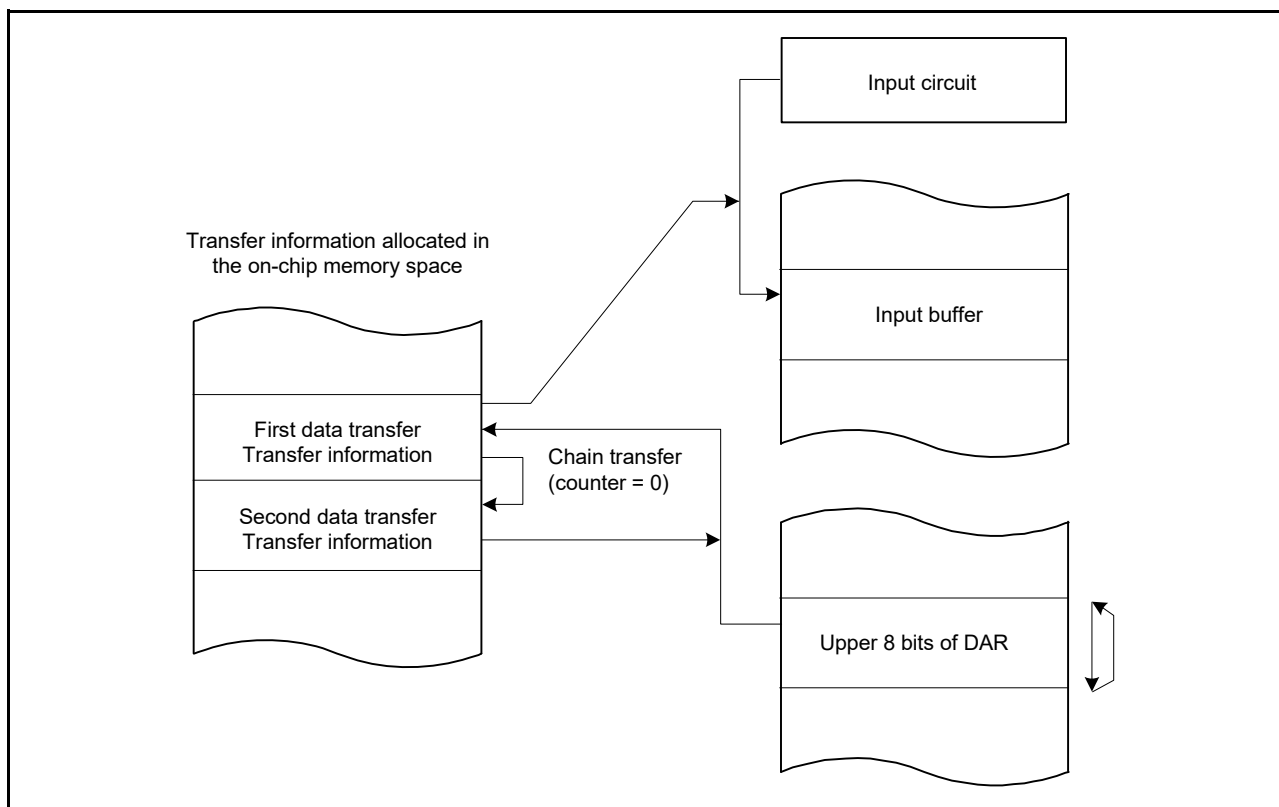 Input circuit
Transfer information allocated in
the on-chip memory space
Input buffer
First data transfer
Transfer information
Chain transfer
(counter = 0)
Second data transfer
Transfer information
Upper 8 bits of DAR